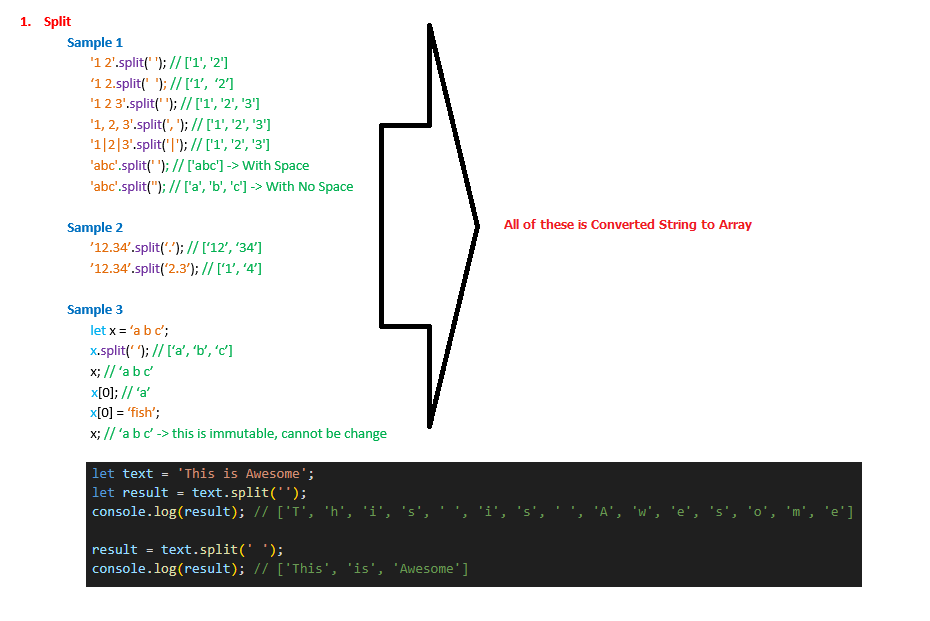 1. Split
Sample 1
'1 2'.split(' '); // ['1', '2']
‘1 2.split(' '); // [‘1’, ‘2’]
'1 2 3'.split(' '); // ['1', '2', '3']
'1, 2, 3'.split(', '); // ['1', '2', '3']
'1|2|3'.split('|'); // ['1', '2', '3']
'abc'.split(' '); // ['abc'] -> With Space
'abc'.split(''); // ['a', 'b', 'c'] -> With No Space
All of these is Converted String to Array
Sample 2
’12.34’.split(‘.’); // [‘12’, ‘34’]
’12.34’.split(‘2.3’); // [‘1’, ‘4’]
Sample 3
let x = ‘a b c’;
x.split(‘ ‘); // [‘a’, ‘b’, ‘c’]
x; // ‘a b c’
x[0]; // ‘a’
x[0] = ‘fish’;
x; // ‘a b c’ -> this is immutable, cannot be change
let text = 'This is Awesome';
let result = text.split('');
console.log(result); // ['T', 'h', 'i', 's', ' ', 'i', 's', ' ', 'A', 'w', 'e', 's', 'o', 'm', 'e']
result = text.split(' ');
console.log(result); // ['This', 'is', 'Awesome']